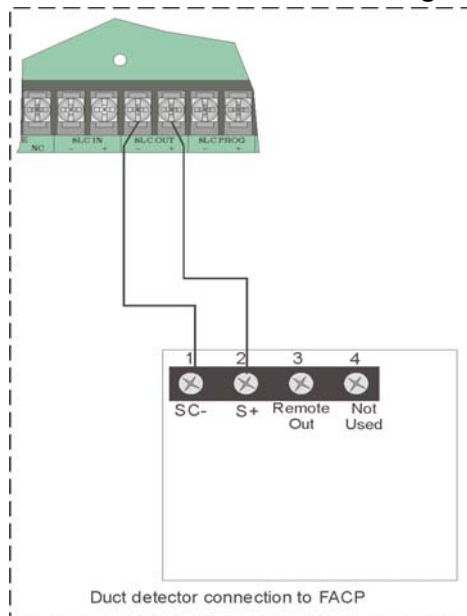 NC SLC IN SLC OUT SLC PROG
- + - + - +
1 2 3 4
SC- S+ Remote Out Not Used
Duct detector connection to FACP